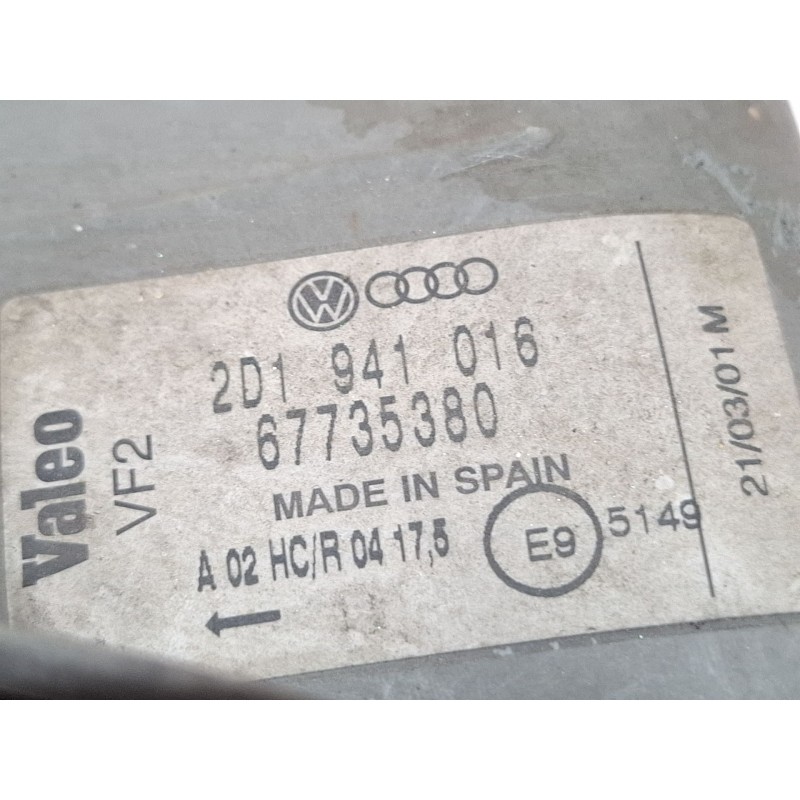 VW
2D1 941 016
67735380
MADE IN SPAIN
A 02 HC/R 04 17,5
E9
5149
Valeo
VF2
21/03/01 M